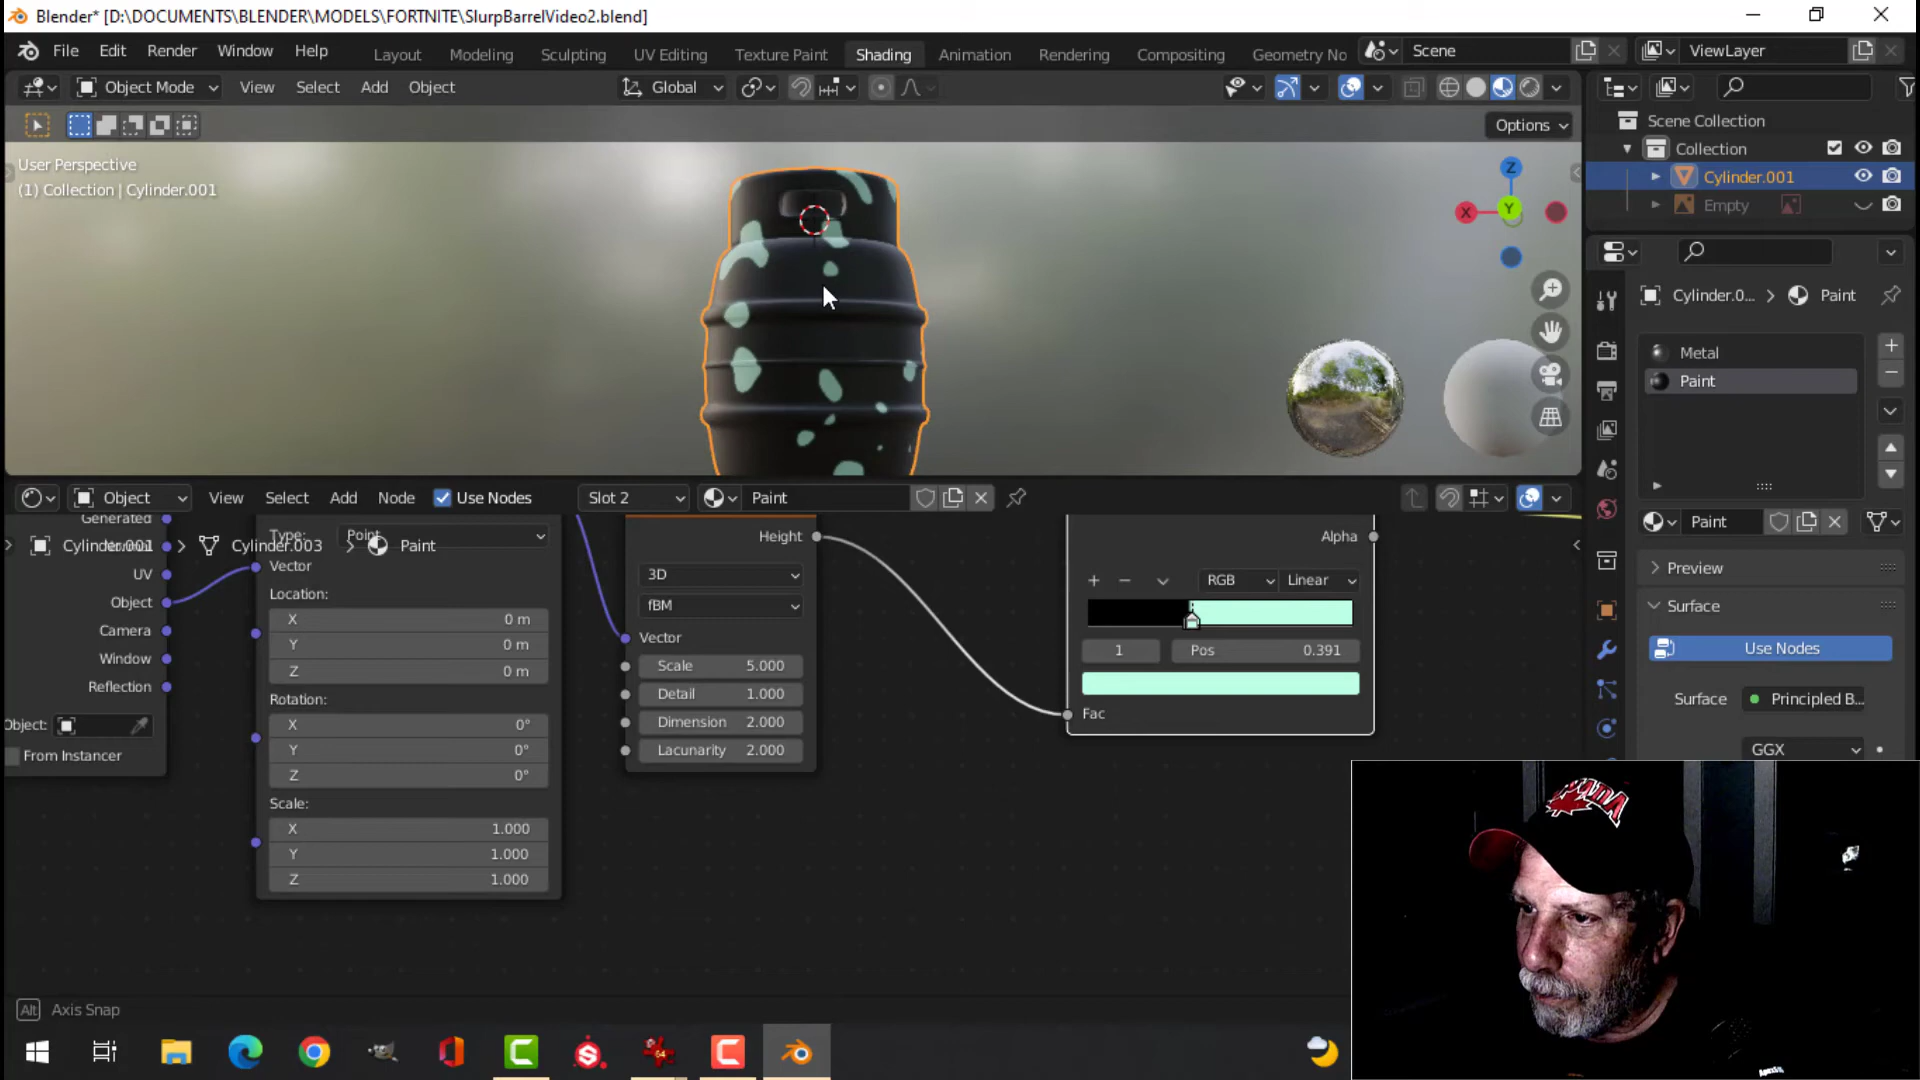 Blender* [D:\DOCUMENTS\BLENDER\MODELS\FORTNITE\SlurpBarrelVideo2.blend]
File Edit Render Window Help Layout Modeling Sculpting UV Editing Texture Paint Shading Animation Rendering Compositing Geometry No Scene ViewLayer
Object Mode View Select Add Object Global
Options
User Perspective
(1) Collection | Cylinder.001
Z
X Y
Scene Collection
Collection
Cylinder.001
Empty
Cylinder.0... > Paint
Metal
Paint
Object View Select Add Node Use Nodes Slot 2 Paint
Paint
Preview
Surface
Use Nodes
Surface Principled B...
GGX
Generated
Cylinder.001 > Cylinder.003 > Paint
UV
Object
Camera
Window
Reflection
Object:
From Instancer
Type: Point
Vector
Location:
X 0 m
Y 0 m
Z 0 m
Rotation:
X 0°
Y 0°
Z 0°
Scale:
X 1.000
Y 1.000
Z 1.000
Height
3D
fBM
Vector
Scale 5.000
Detail 1.000
Dimension 2.000
Lacunarity 2.000
Alpha
+ − RGB Linear
1 Pos 0.391
Fac
Alt Axis Snap